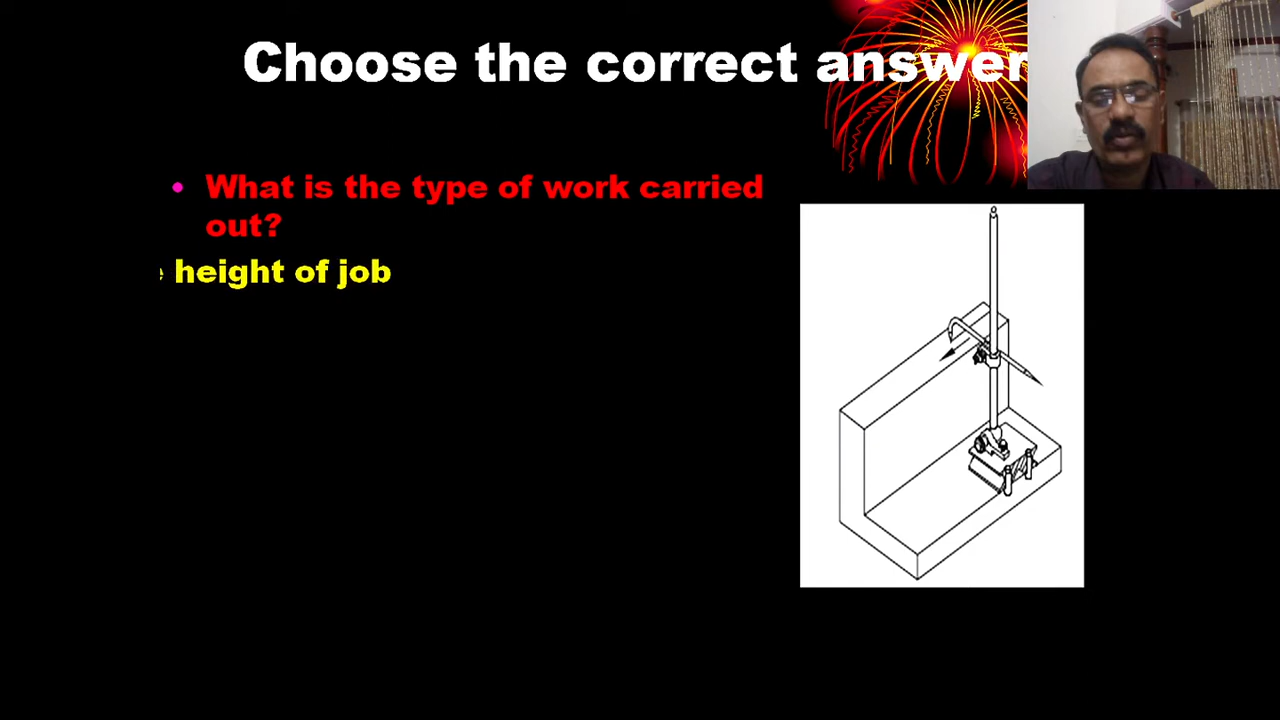 Choose the correct answer
• What is the type of work carried
out?
height of job